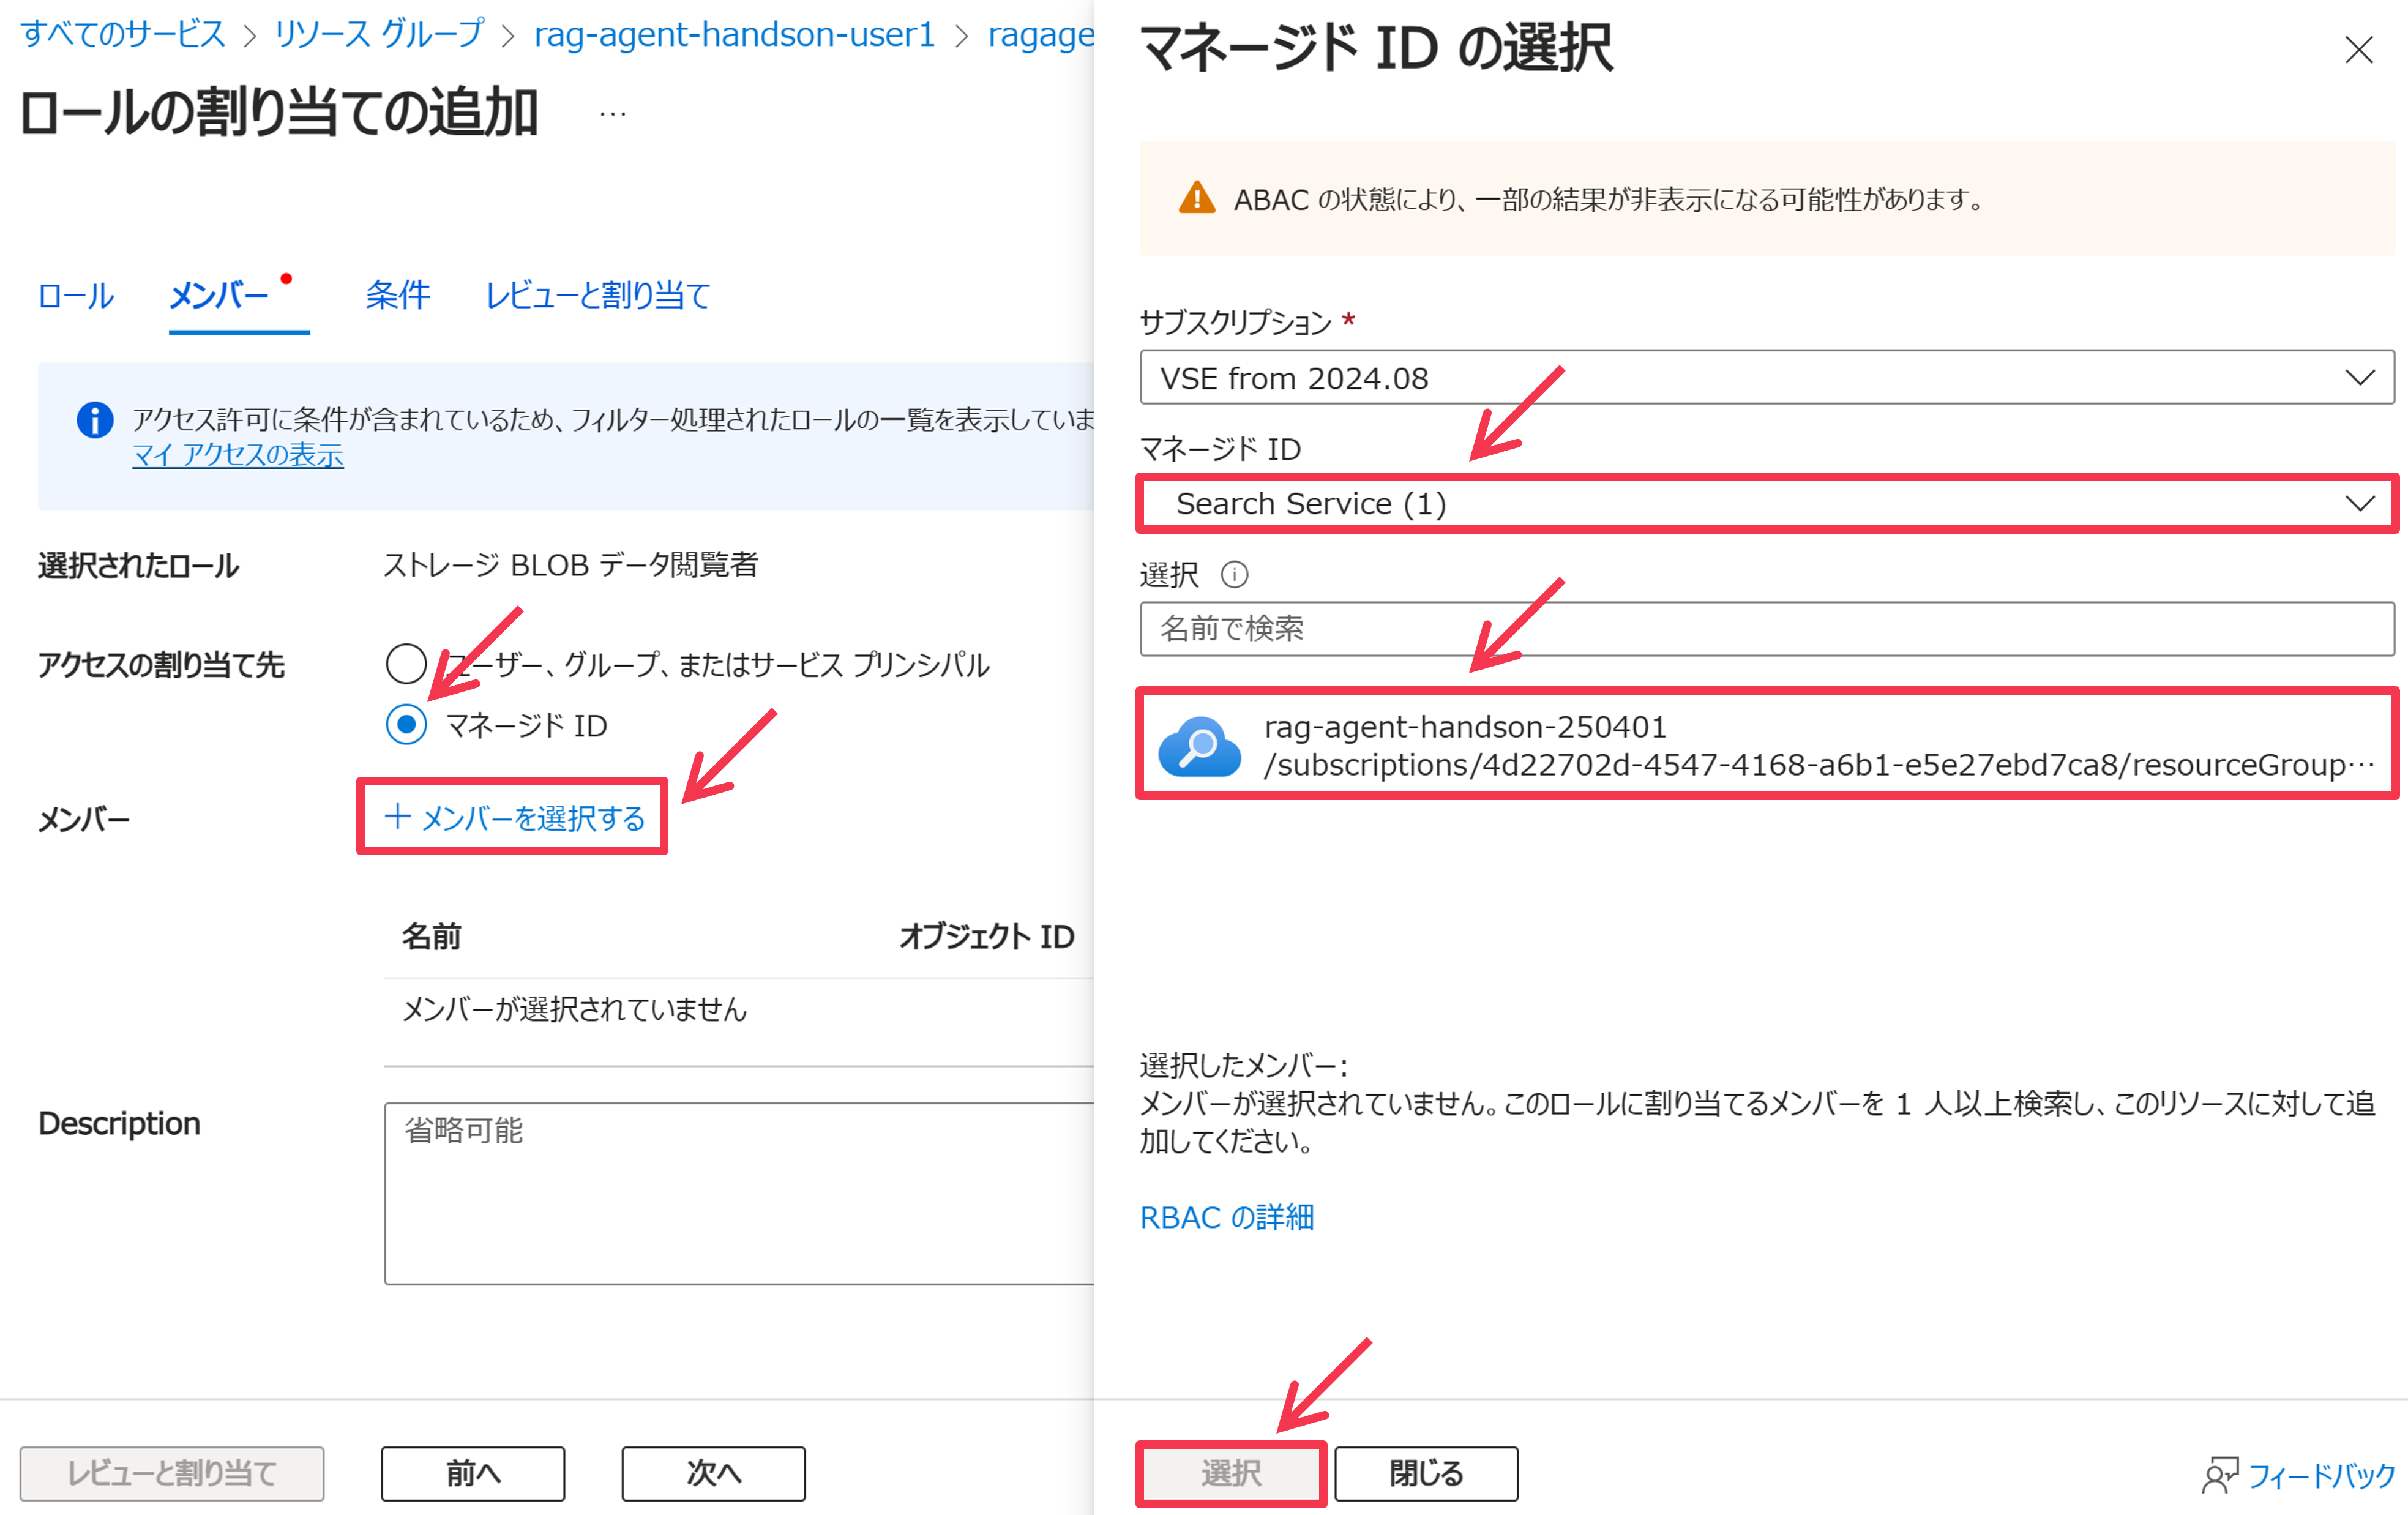 すべてのサービス > リソース グループ > rag-agent-handson-user1 > ragage
ロールの割り当ての追加 …
ロール メンバー 条件 レビューと割り当て
アクセス許可に条件が含まれているため、フィルター処理されたロールの一覧を表示していま
マイ アクセスの表示
選択されたロール ストレージ BLOB データ閲覧者
アクセスの割り当て先 ユーザー、グループ、またはサービス プリンシパル
マネージド ID
メンバー + メンバーを選択する
名前 オブジェクト ID
メンバーが選択されていません
Description 省略可能
レビューと割り当て 前へ 次へ
マネージド ID の選択
ABAC の状態により、一部の結果が非表示になる可能性があります。
サブスクリプション *
VSE from 2024.08
マネージド ID
Search Service (1)
選択
名前で検索
rag-agent-handson-250401
/subscriptions/4d22702d-4547-4168-a6b1-e5e27ebd7ca8/resourceGroup…
選択したメンバー:
メンバーが選択されていません。このロールに割り当てるメンバーを 1 人以上検索し、このリソースに対して追
加してください。
RBAC の詳細
選択 閉じる フィードバック